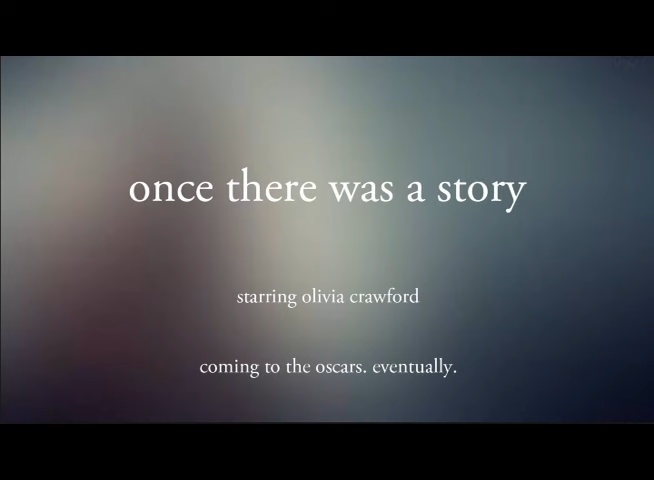 once there was a story
starring olivia crawford
coming to the oscars. eventually.